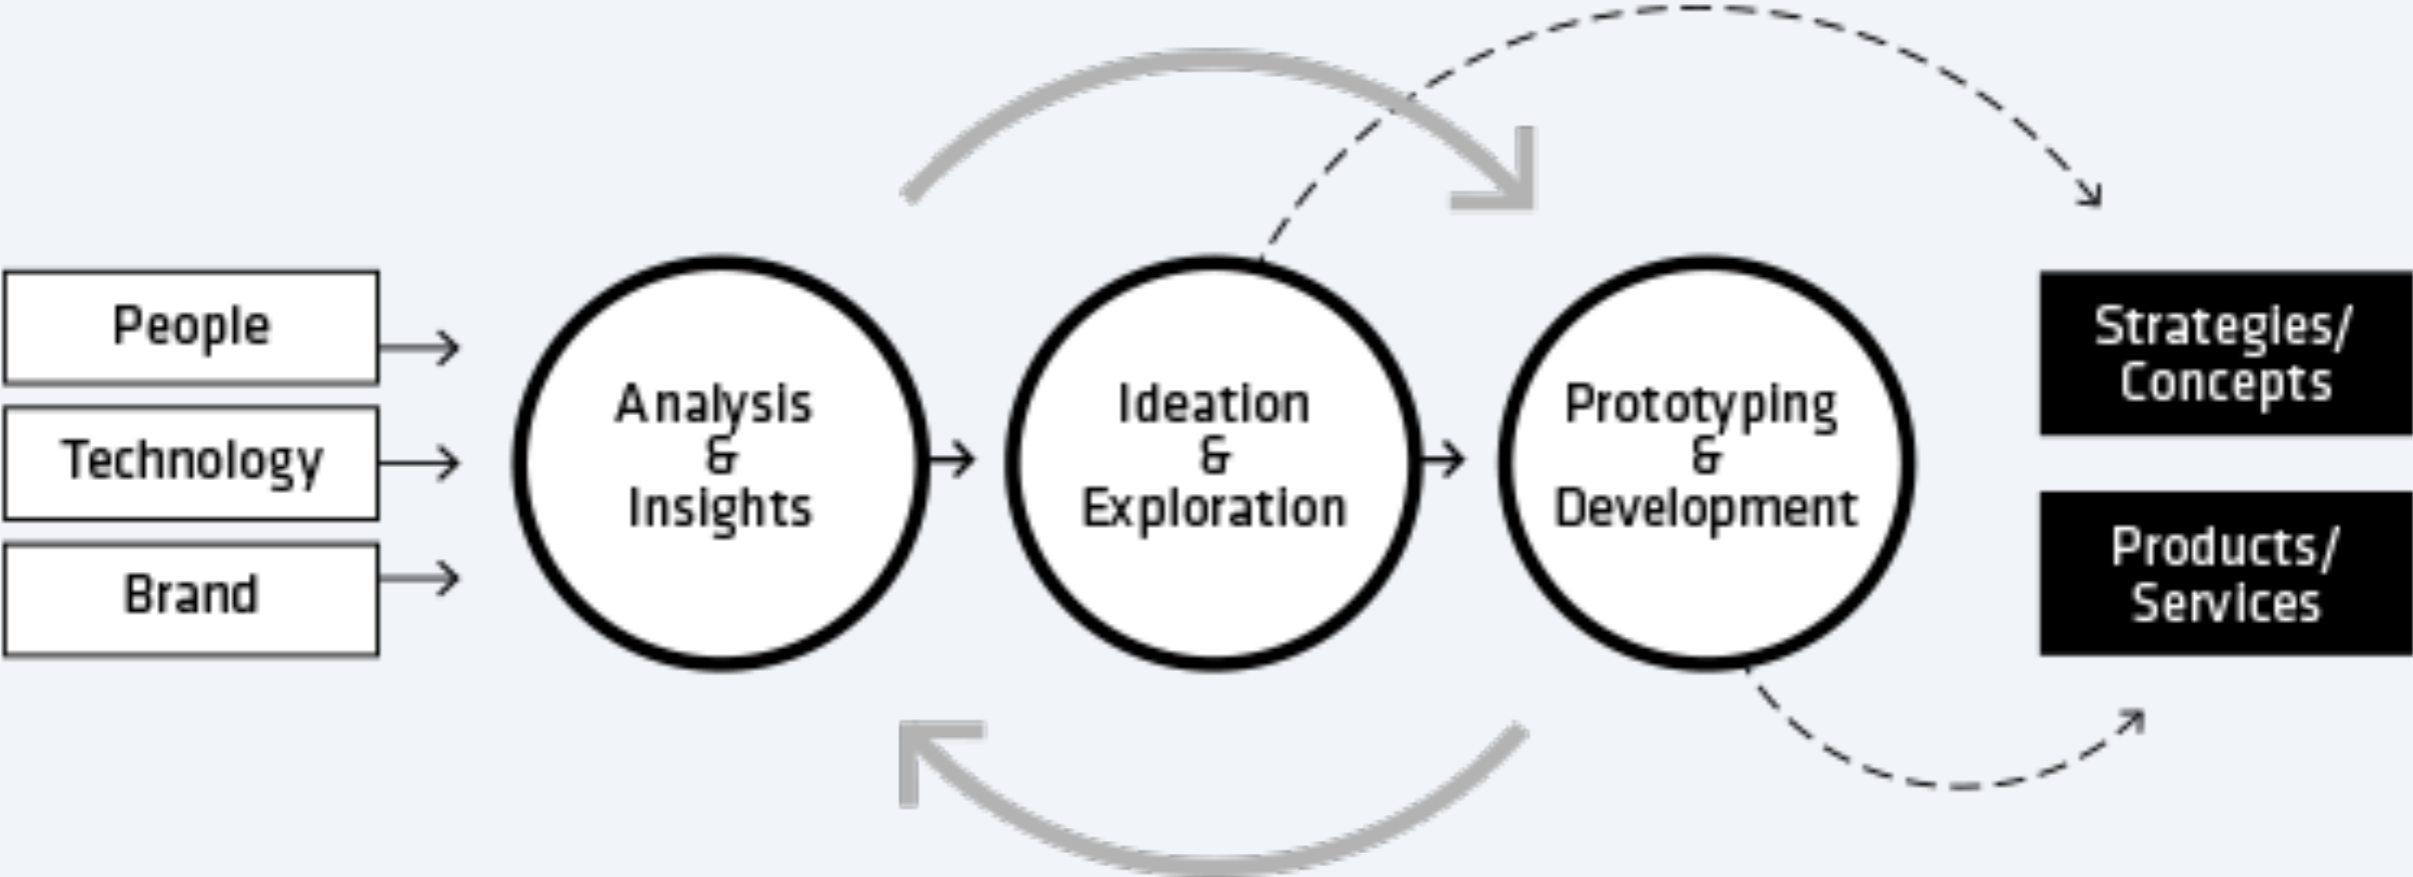 People
Technology
Brand
Analysis
&
Insights
Ideation
&
Exploration
Prototyping
&
Development
Strategies/
Concepts
Products/
Services